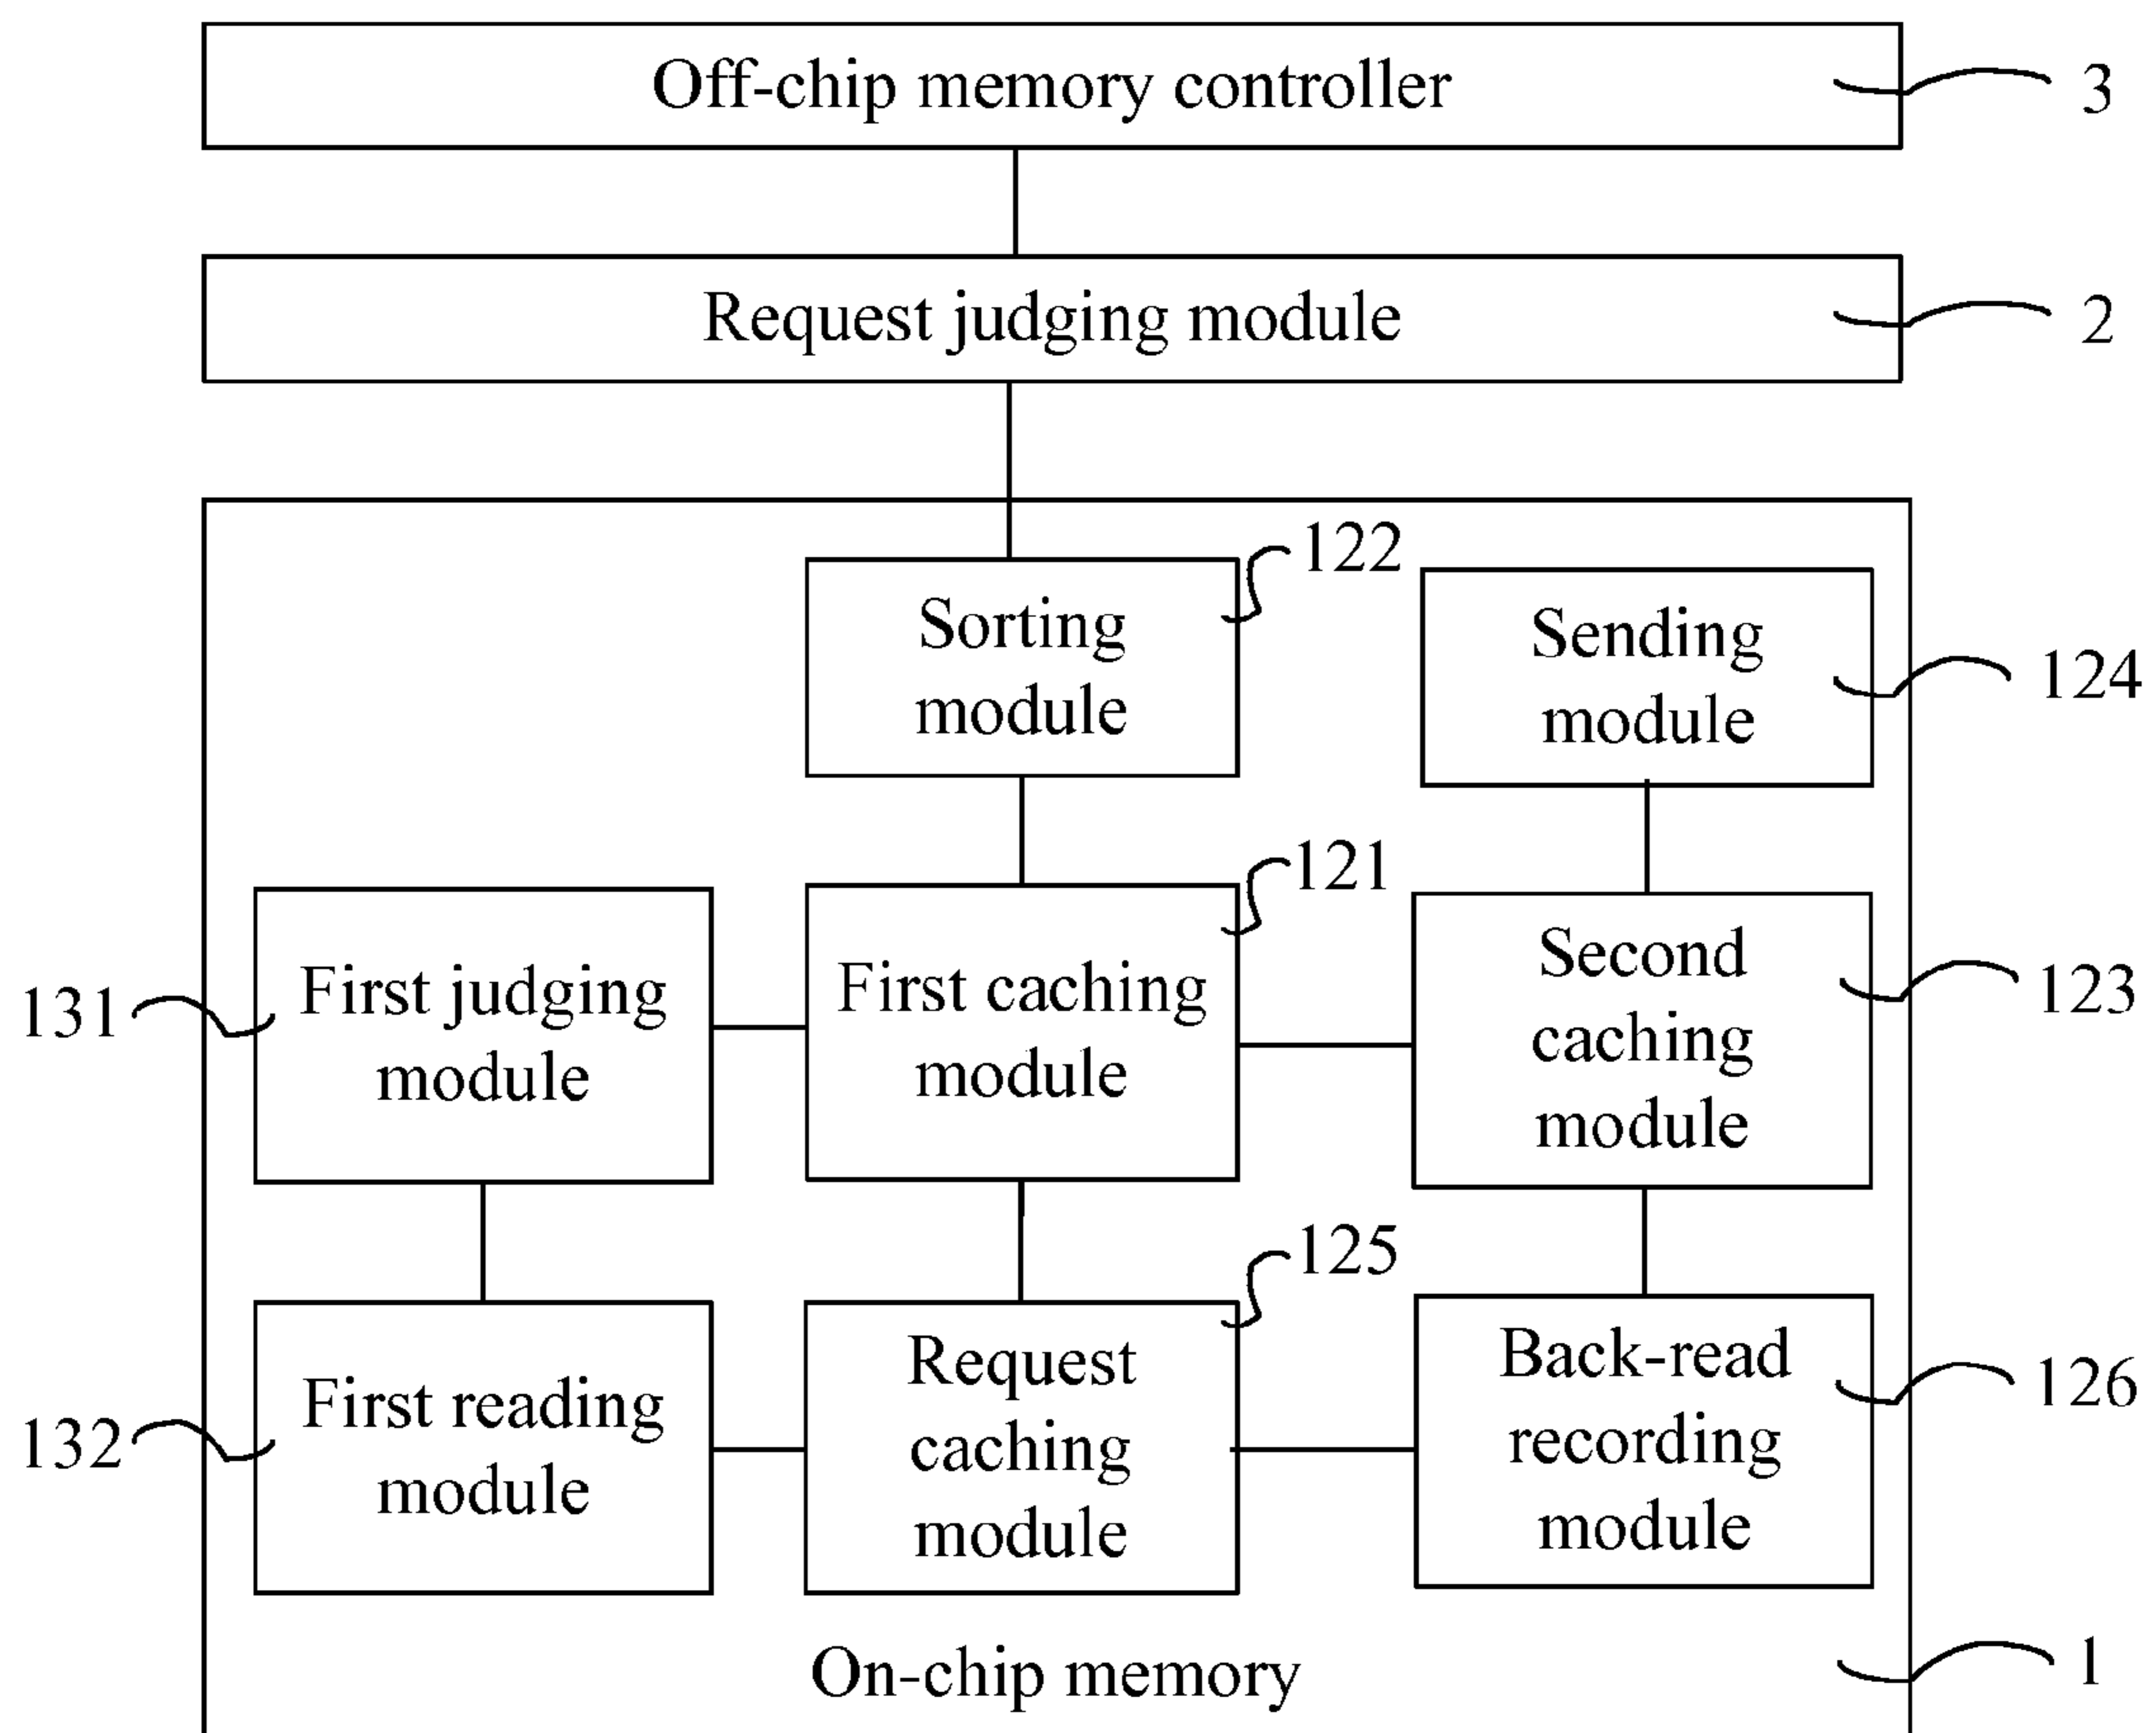 Off-chip memory controller
3
Request judging module
2
122
Sorting
module
Sending
module
124
121
131
First judging
module
First caching
module
Second
caching
module
123
125
132
First reading
module
Request
caching
module
Back-read
recording
module
126
On-chip memory
1